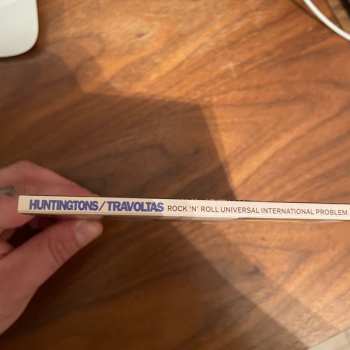 HUNTINGTONS/TRAVOLTAS ROCK 'N' ROLL UNIVERSAL INTERNATIONAL PROBLEM